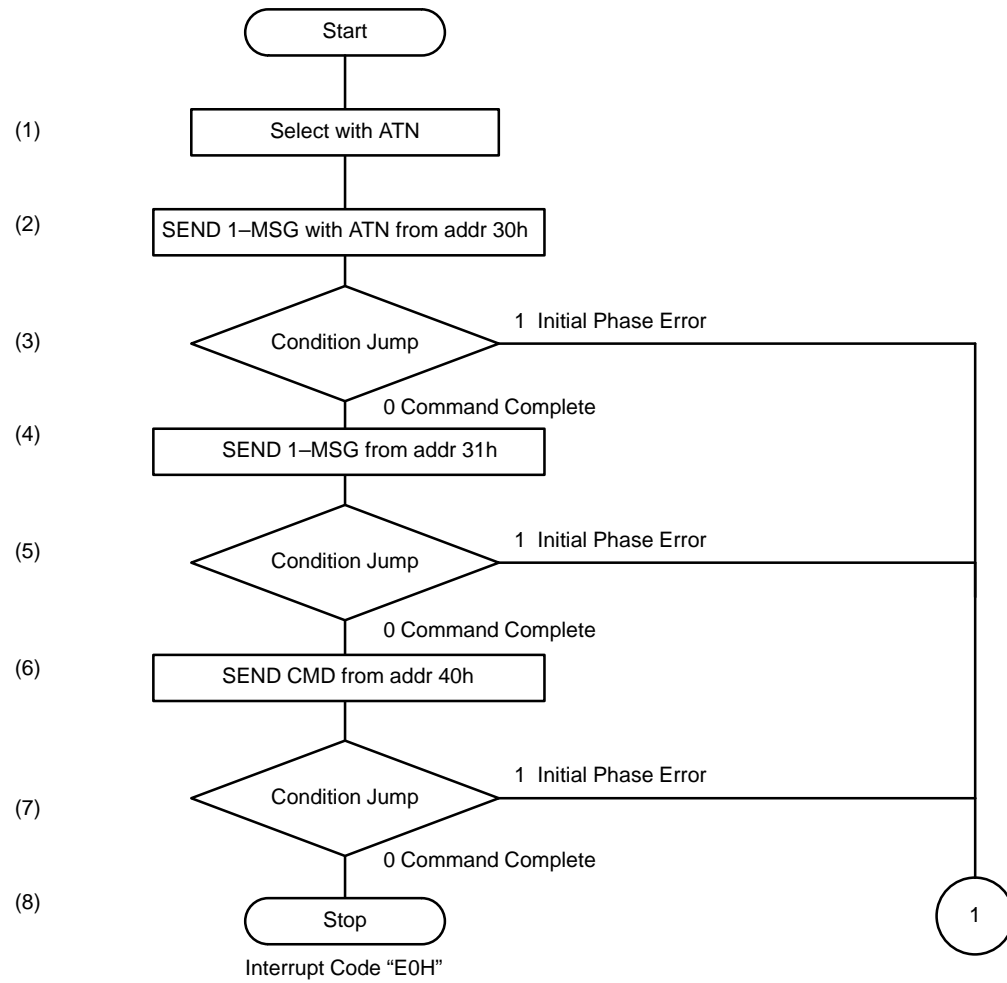 Start
(1)
Select with ATN
(2)
SEND 1–MSG with ATN from addr 30h
1 Initial Phase Error
(3)
Condition Jump
0 Command Complete
(4)
SEND 1–MSG from addr 31h
1 Initial Phase Error
(5)
Condition Jump
0 Command Complete
(6)
SEND CMD from addr 40h
1 Initial Phase Error
Condition Jump
(7)
0 Command Complete
(8)
Stop
1
Interrupt Code “E0H”